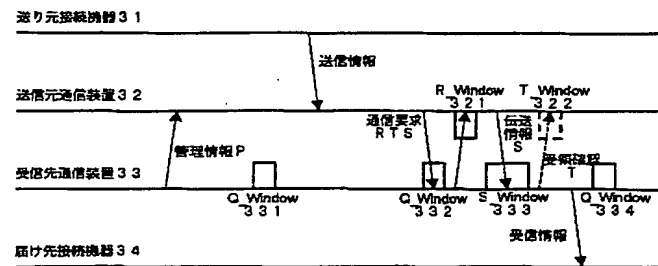 送り元接続機器31
送信情報
送信元通信装置32
R_Window
321
T_Window
322
通信要求
RTS
伝送
情報
S
管理情報P
受領確認
T
受信先通信装置33
Q_Window
331
Q_Window
332
S_Window
333
Q_Window
334
受信情報
届け先接続機器34